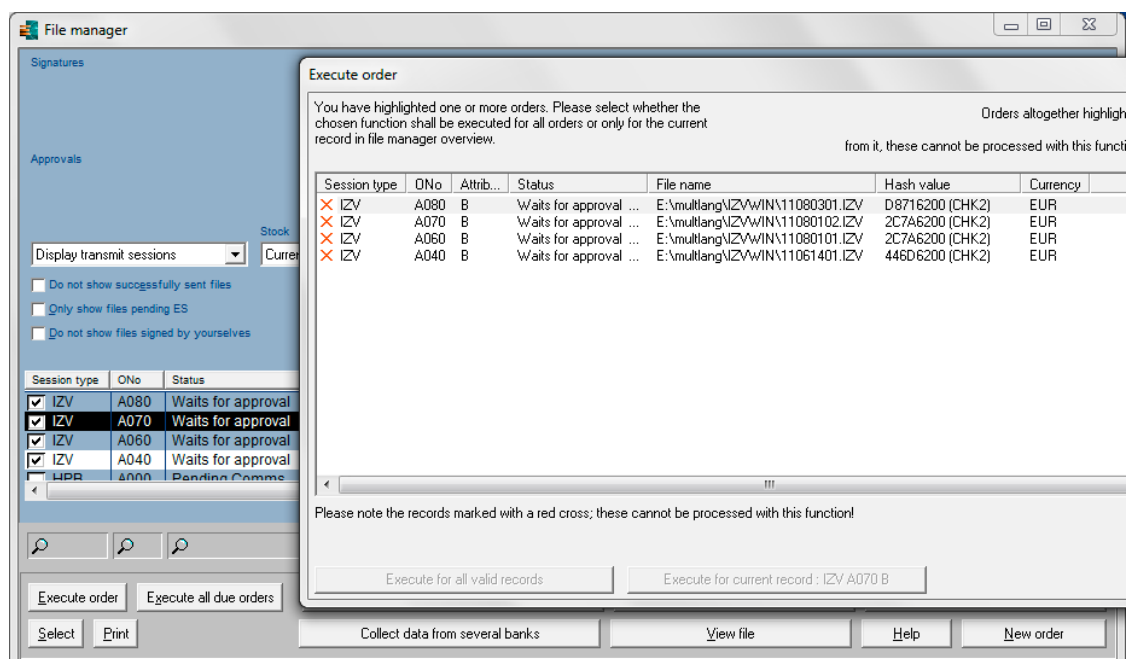 File manager
Signatures
Approvals
Stock
Display transmit sessions
Curre
Do not show successfully sent files
Only show files pending ES
Do not show files signed by yourselves
Session type ONo Status
IZV A080 Waits for approval
IZV A070 Waits for approval
IZV A060 Waits for approval
IZV A040 Waits for approval
HPB A000 Pending Comms
Execute order Execute all due orders
Select Print Collect data from several banks View file Help New order
Execute order
You have highlighted one or more orders. Please select whether the
chosen function shall be executed for all orders or only for the current
record in file manager overview.
Orders altogether highligh
from it, these cannot be processed with this functi
Session type ONo Attrib... Status File name Hash value Currency
IZV A080 B Waits for approval ... E:\multlang\IZVWIN\11080301.IZV D8716200 (CHK2) EUR
IZV A070 B Waits for approval ... E:\multlang\IZVWIN\11080102.IZV 2C7A6200 (CHK2) EUR
IZV A060 B Waits for approval ... E:\multlang\IZVWIN\11080101.IZV 2C7A6200 (CHK2) EUR
IZV A040 B Waits for approval ... E:\multlang\IZVWIN\11061401.IZV 446D6200 (CHK2) EUR
Please note the records marked with a red cross; these cannot be processed with this function!
Execute for all valid records Execute for current record : IZV A070 B